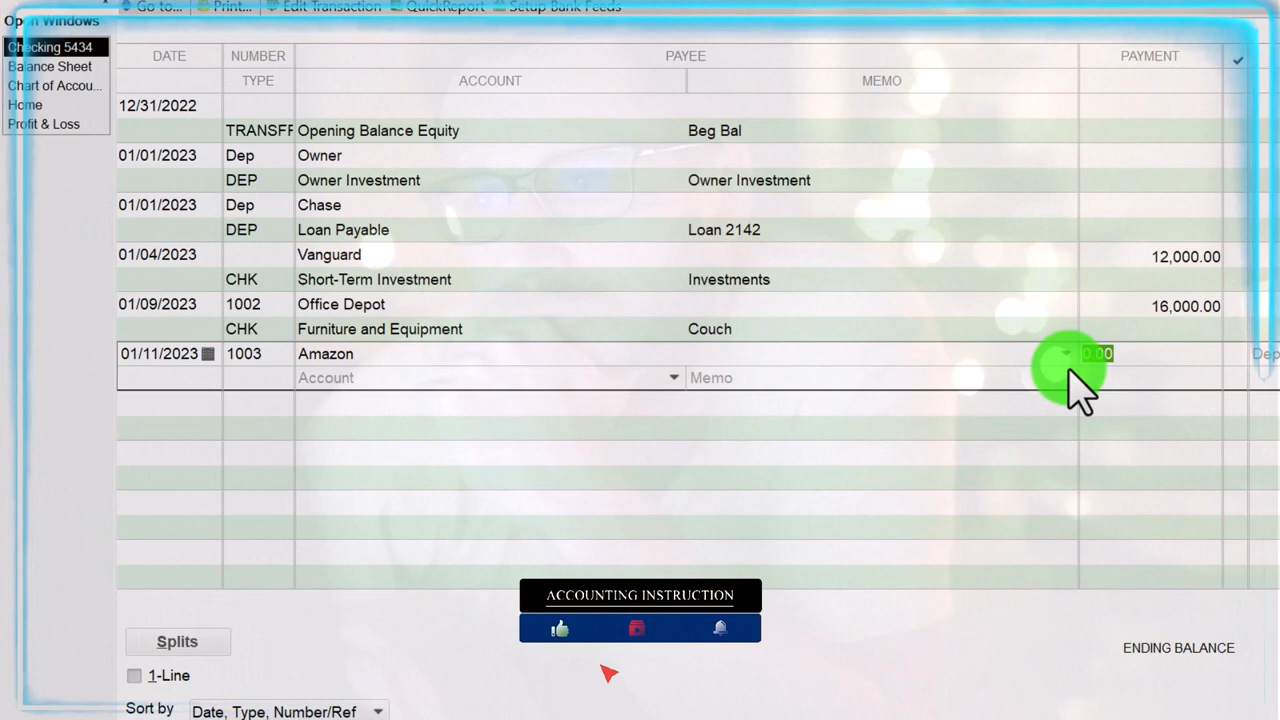 Go to... Print... Edit Transaction QuickReport Setup Bank Feeds
Open Windows
Checking 5434
Balance Sheet
Chart of Accou...
Home
Profit & Loss
DATE NUMBER PAYEE PAYMENT ✓
TYPE ACCOUNT MEMO
12/31/2022
TRANSFR Opening Balance Equity Beg Bal
01/01/2023 Dep Owner
DEP Owner Investment Owner Investment
01/01/2023 Dep Chase
DEP Loan Payable Loan 2142
01/04/2023 Vanguard 12,000.00
CHK Short-Term Investment Investments
01/09/2023 1002 Office Depot 16,000.00
CHK Furniture and Equipment Couch
01/11/2023 1003 Amazon 0.00 Dep
Account Memo
ACCOUNTING INSTRUCTION
Splits
ENDING BALANCE
1-Line
Sort by Date, Type, Number/Ref